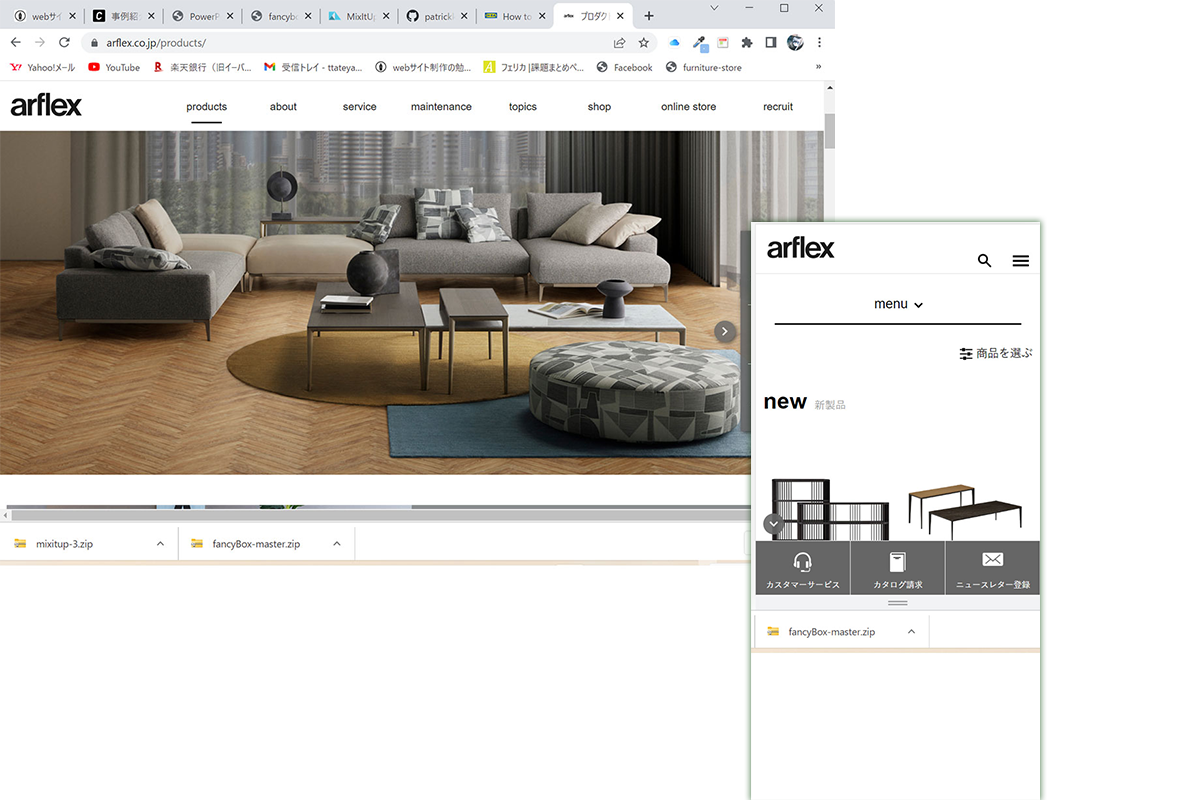 webサイ
事例紹
PowerP
fancybo
MixItUp
patrickk
How to
プロダク
arflex.co.jp/products/
Yahoo!メール
YouTube
楽天銀行（旧イーバ...
受信トレイ - ttateya...
webサイト制作の勉...
フェリカ |課題まとめペ...
Facebook
furniture-store
»
arflex
products
about
service
maintenance
topics
shop
online store
recruit
mixitup-3.zip
fancyBox-master.zip
arflex
menu
商品を選ぶ
new 新製品
カスタマーサービス
カタログ請求
ニュースレター登録
fancyBox-master.zip